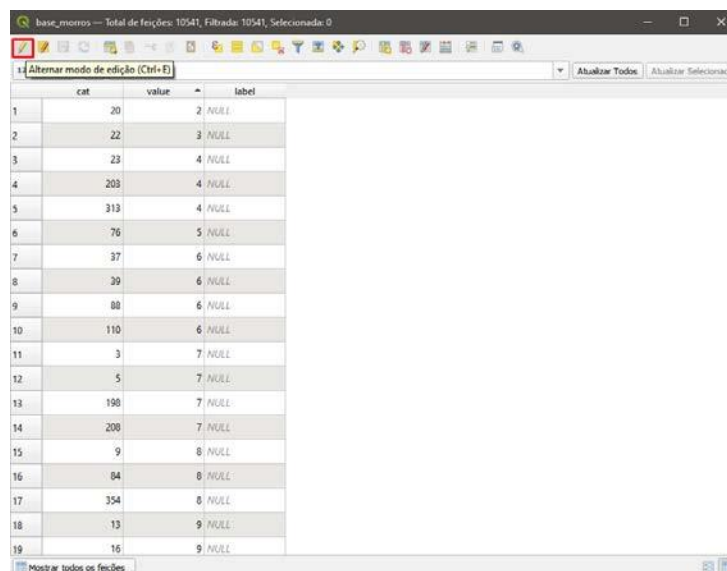 base_morros — Total de feições: 10541, Filtrada: 10541, Selecionada: 0
Alternar modo de edição (Ctrl+E)
Atualizar Todos Atualizar Selecionad
cat value label
1 20 2 NULL
2 22 3 NULL
3 23 4 NULL
4 203 4 NULL
5 313 4 NULL
6 76 5 NULL
7 37 6 NULL
8 39 6 NULL
9 88 6 NULL
10 110 6 NULL
11 3 7 NULL
12 5 7 NULL
13 198 7 NULL
14 208 7 NULL
15 9 8 NULL
16 84 8 NULL
17 354 8 NULL
18 13 9 NULL
19 16 9 NULL
Mostrar todos os feições